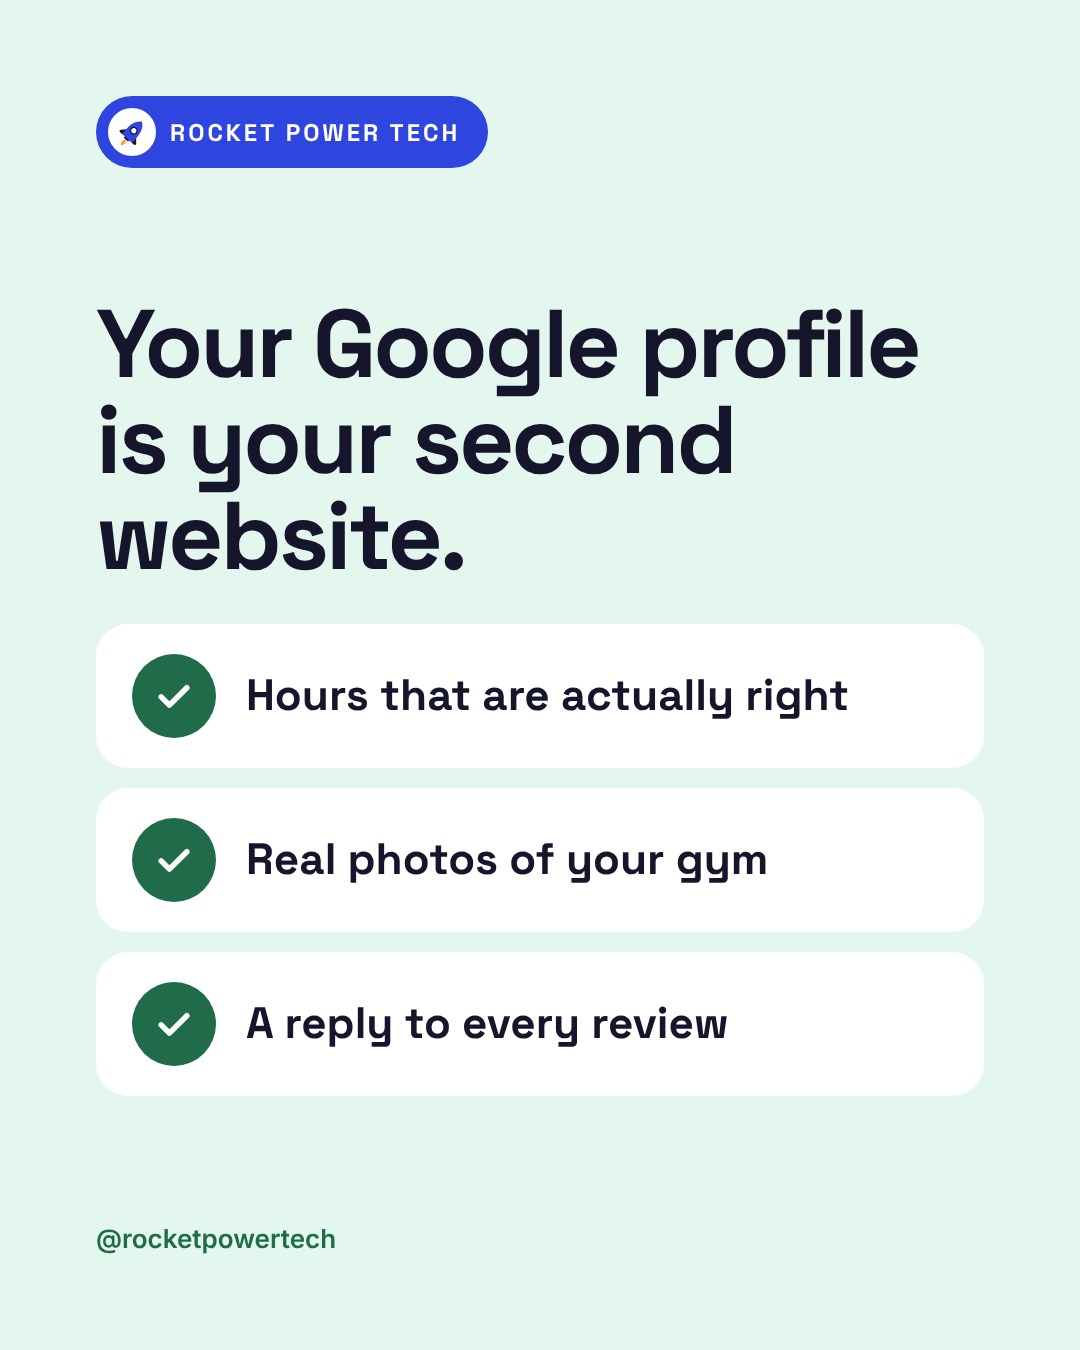 ROCKET POWER TECH
Your Google profile
is your second
website.
Hours that are actually right
Real photos of your gym
A reply to every review
@rocketpowertech